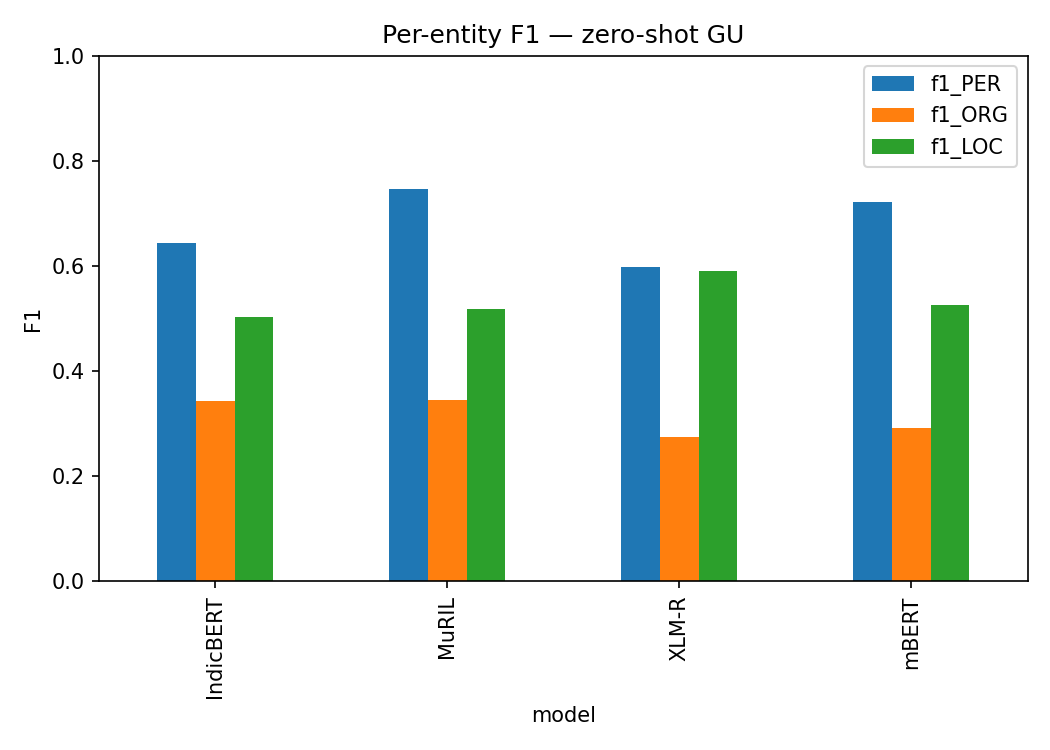 Per-entity F1 — zero-shot GU
f1_PER
f1_ORG
f1_LOC
F1
1.0
0.8
0.6
0.4
0.2
0.0
IndicBERT
MuRIL
XLM-R
mBERT
model